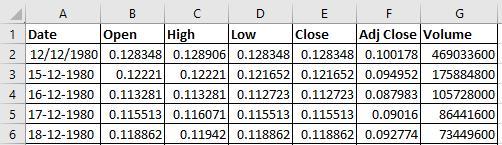 A B C D E F G
1 Date Open High Low Close Adj Close Volume
2 12/12/1980 0.128348 0.128906 0.128348 0.128348 0.100178 469033600
3 15-12-1980 0.12221 0.12221 0.121652 0.121652 0.094952 175884800
4 16-12-1980 0.113281 0.113281 0.112723 0.112723 0.087983 105728000
5 17-12-1980 0.115513 0.116071 0.115513 0.115513 0.09016 86441600
6 18-12-1980 0.118862 0.11942 0.118862 0.118862 0.092774 73449600